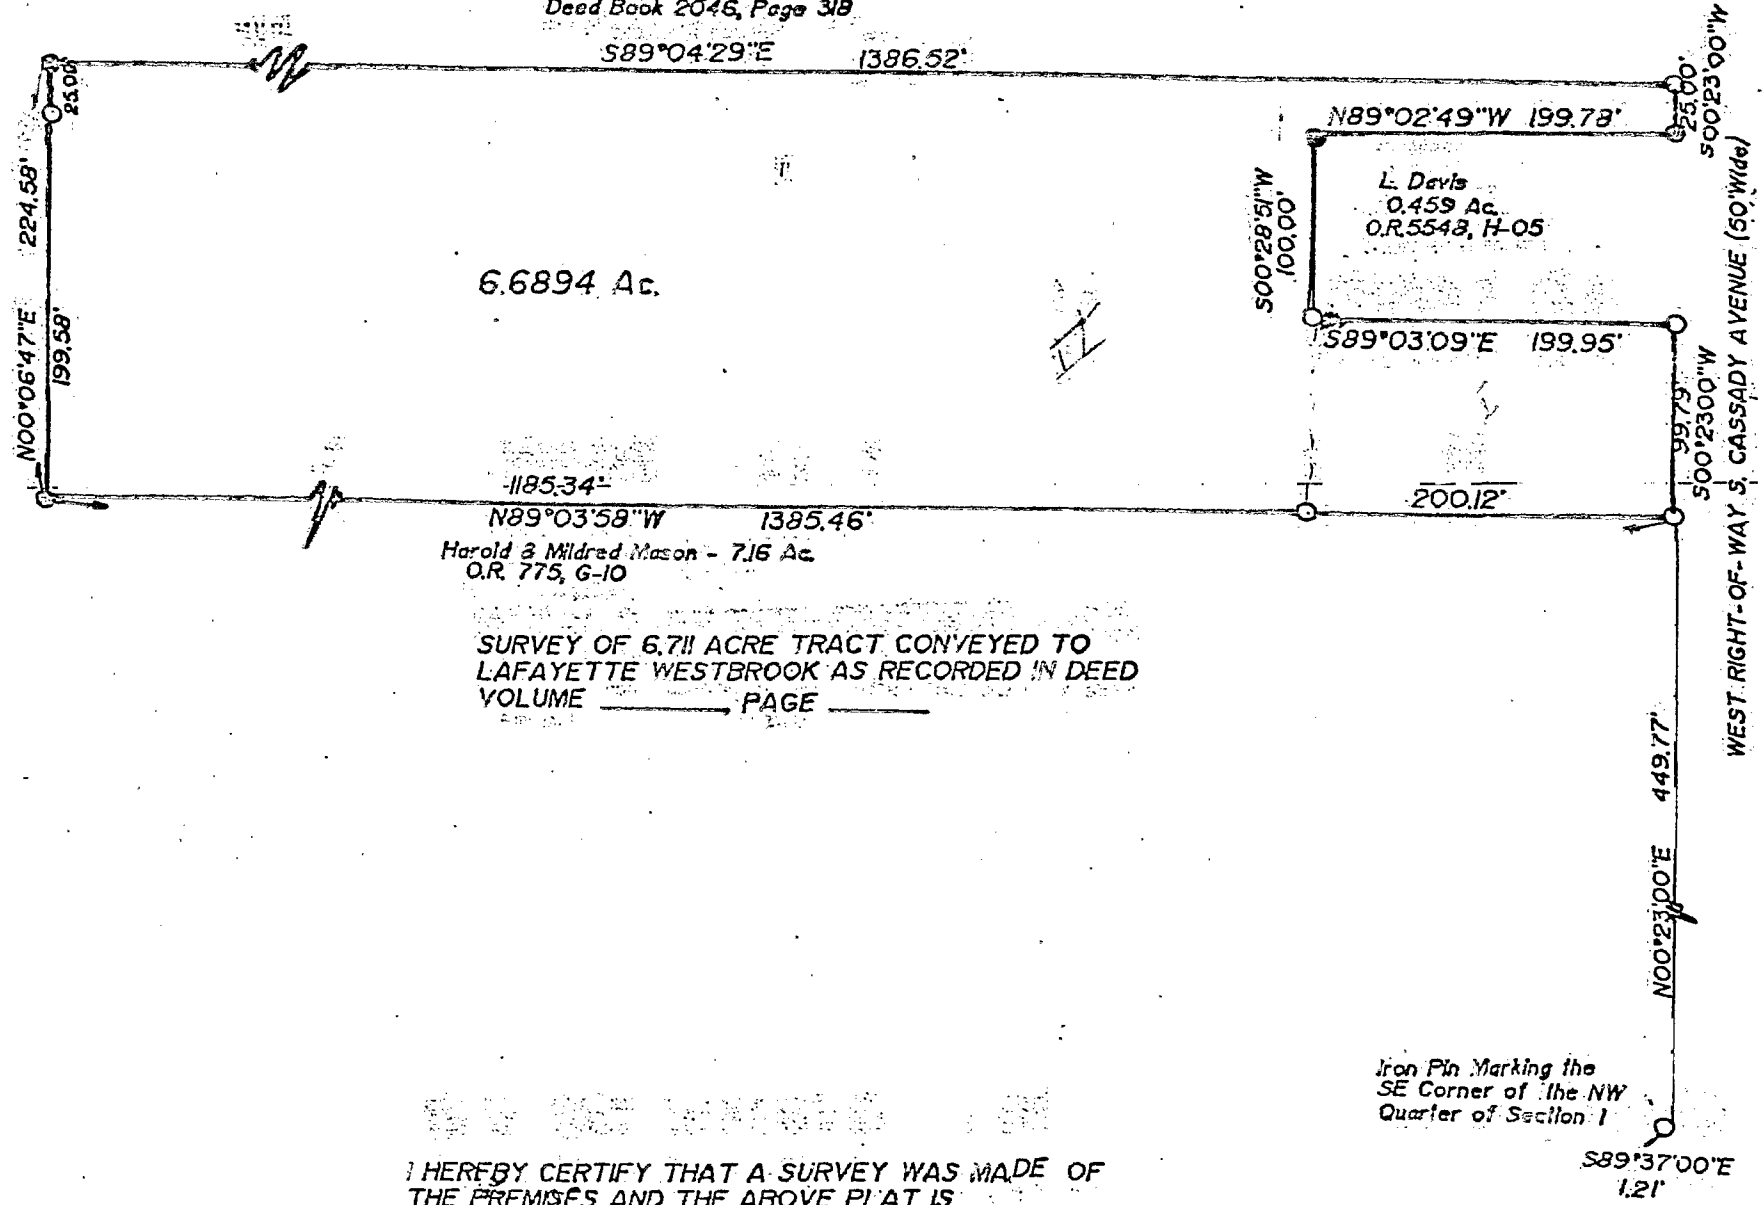 Deed Book 2046, Page 318
S89°04'29"E 1386.52'
25.00'
25.00'
S00°23'00"W
N89°02'49"W 199.78'
N00°06'47"E 224.58'
199.58'
L. Davis
0.459 Ac.
O.R. 5548, H-05
S00°28'51"W
100.00'
6.6894 Ac.
S89°03'09"E 199.95'
99.79'
S00°23'00"W
WEST RIGHT-OF-WAY S. CASSADY AVENUE (50' Wide)
1185.34'
200.12'
N89°03'58"W 1385.46'
Harold & Mildred Mason - 7.16 Ac.
O.R. 775, G-10
SURVEY OF 6.711 ACRE TRACT CONVEYED TO
LAFAYETTE WESTBROOK AS RECORDED IN DEED
VOLUME ________, PAGE ________
N00°23'00"E 449.77'
Iron Pin Marking the
SE Corner of the NW
Quarter of Section 1
S89°37'00"E
1.21'
I HEREBY CERTIFY THAT A SURVEY WAS MADE OF
THE PREMISES AND THE ABOVE PLAT IS